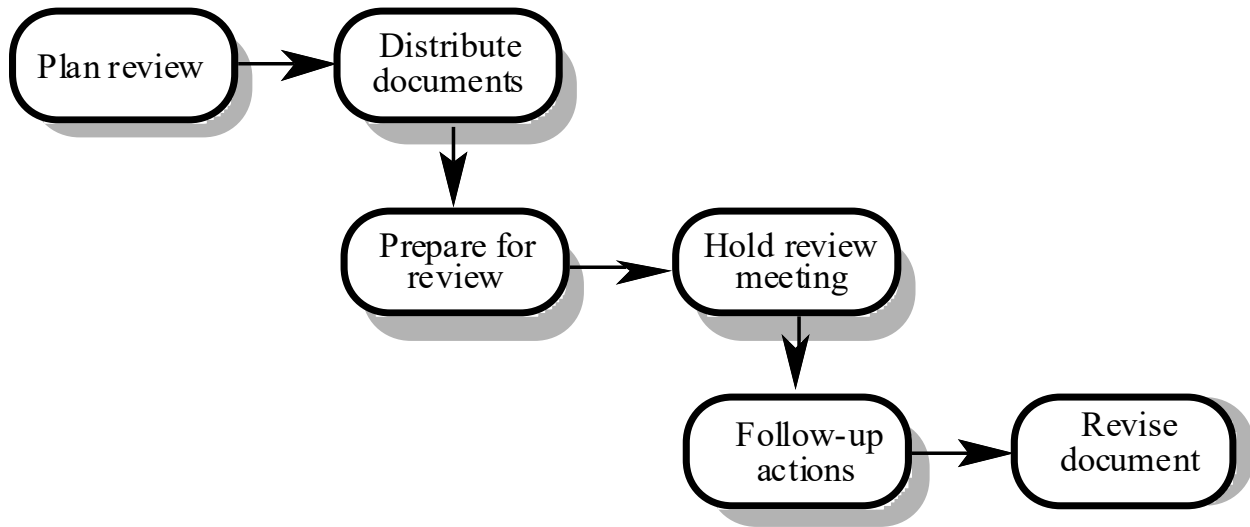 Plan review
Distribute
documents
Prepare for
review
Hold review
meeting
Follow-up
actions
Revise
document